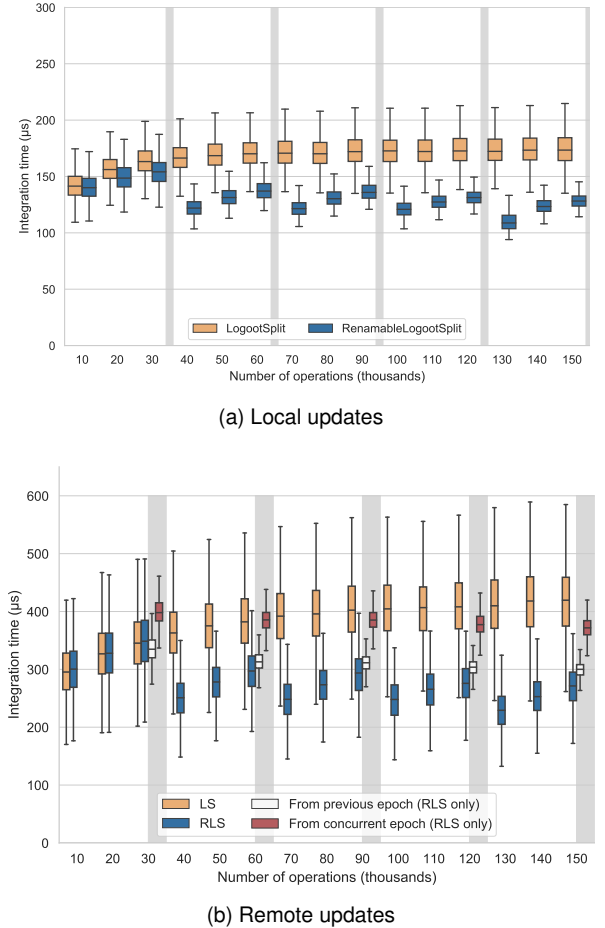 300
250
200
150
100
50
0
Integration time (µs)
LogootSplit
RenamableLogootSplit
10 20 30 40 50 60 70 80 90 100 110 120 130 140 150
Number of operations (thousands)
(a) Local updates
600
500
400
300
200
100
0
Integration time (µs)
LS
From previous epoch (RLS only)
RLS
From concurrent epoch (RLS only)
10 20 30 40 50 60 70 80 90 100 110 120 130 140 150
Number of operations (thousands)
(b) Remote updates